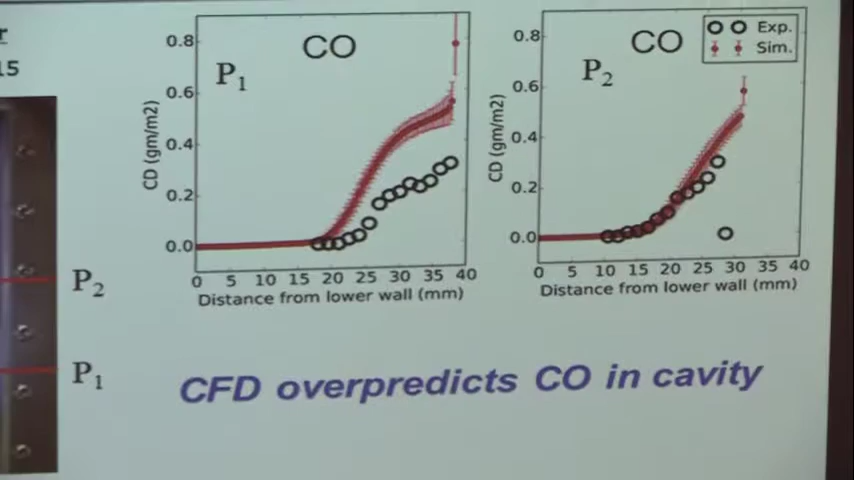 15
CO
P1
CD (gm/m2)
0.8
0.6
0.4
0.2
0.0
0 5 10 15 20 25 30 35 40
Distance from lower wall (mm)
CO
P2
Exp.
Sim.
CD (gm/m2)
0.8
0.6
0.4
0.2
0.0
0 5 10 15 20 25 30 35 40
Distance from lower wall (mm)
P2
P1
CFD overpredicts CO in cavity